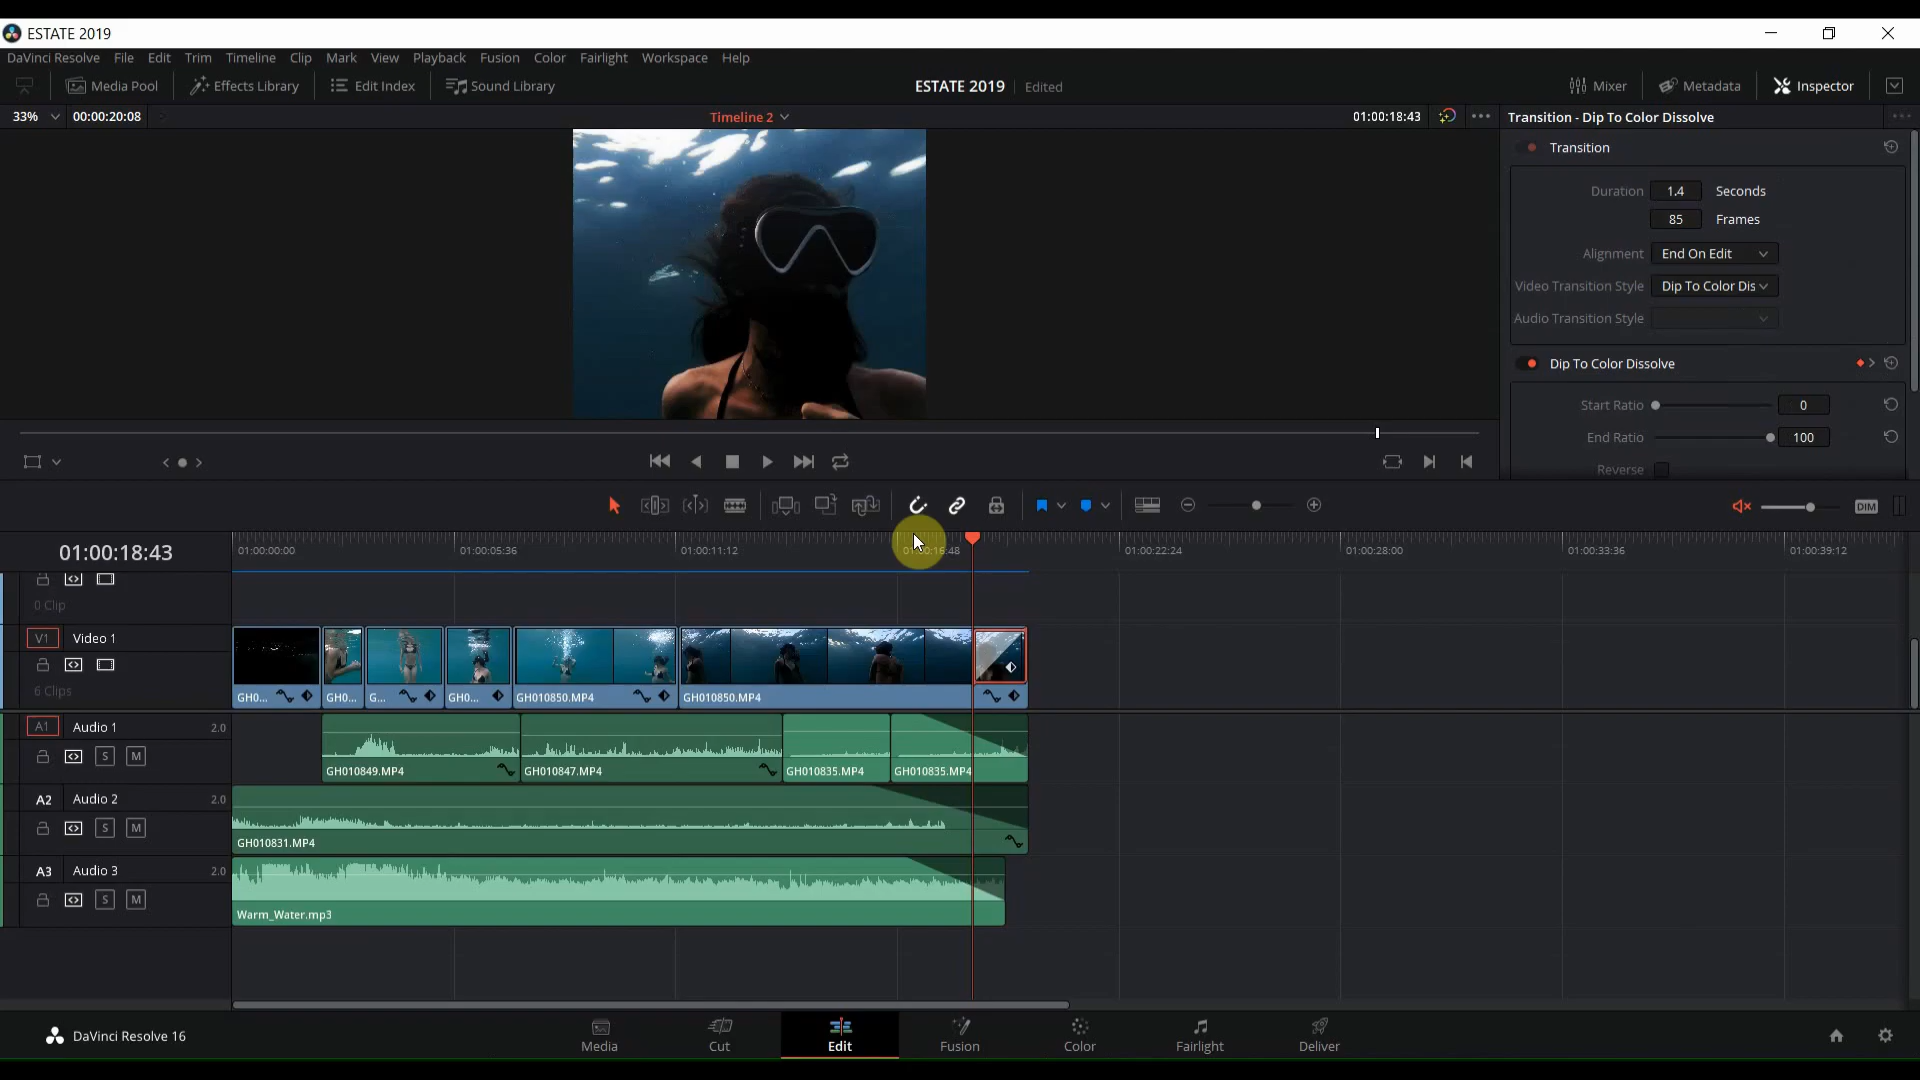 ESTATE 2019
DaVinci Resolve File Edit Trim Timeline Clip Mark View Playback Fusion Color Fairlight Workspace Help
Media Pool Effects Library Edit Index Sound Library ESTATE 2019 Edited Mixer Metadata Inspector
33% 00:00:20:08 Timeline 2 01:00:18:43 Transition - Dip To Color Dissolve
Transition
Duration 1.4 Seconds
85 Frames
Alignment End On Edit
Video Transition Style Dip To Color Dis
Audio Transition Style
Dip To Color Dissolve
Start Ratio 0
End Ratio 100
Reverse
DIM
01:00:18:43 01:00:00:00 01:00:05:36 01:00:11:12 01:00:16:48 01:00:22:24 01:00:28:00 01:00:33:36 01:00:39:12
0 Clip
V1 Video 1
6 Clips GH0... GH0... G... GH0... GH010850.MP4 GH010850.MP4
A1 Audio 1 2.0
S M
GH010849.MP4 GH010847.MP4 GH010835.MP4 GH010835.MP4
A2 Audio 2 2.0
S M
GH010831.MP4
A3 Audio 3 2.0
S M
Warm_Water.mp3
DaVinci Resolve 16 Media Cut Edit Fusion Color Fairlight Deliver